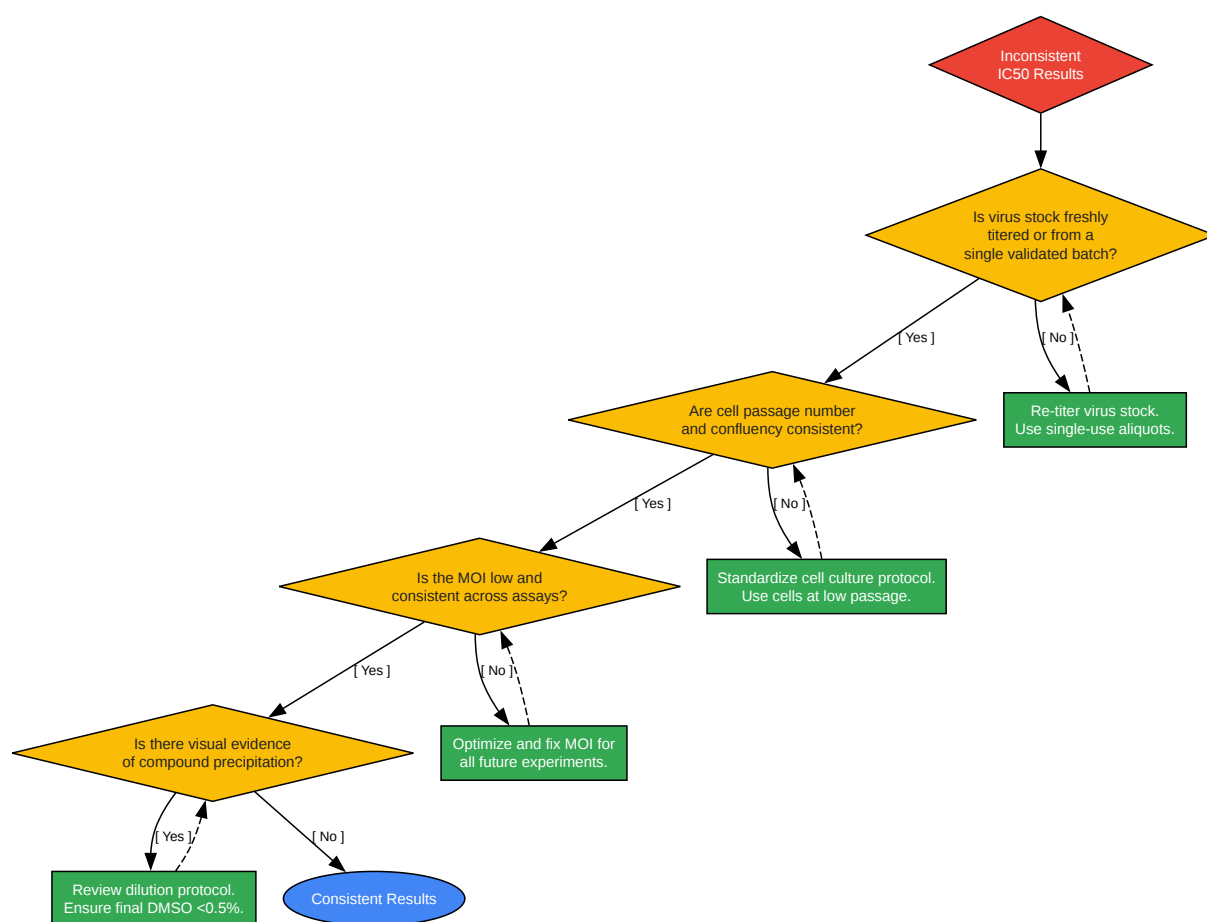 Inconsistent
IC50 Results
Is virus stock freshly
titered or from a
single validated batch?
[ Yes ]
[ No ]
Re-titer virus stock.
Use single-use aliquots.
Are cell passage number
and confluency consistent?
[ Yes ]
[ No ]
Standardize cell culture protocol.
Use cells at low passage.
Is the MOI low and
consistent across assays?
[ Yes ]
[ No ]
Optimize and fix MOI for
all future experiments.
Is there visual evidence
of compound precipitation?
[ Yes ]
[ No ]
Review dilution protocol.
Ensure final DMSO <0.5%.
Consistent Results